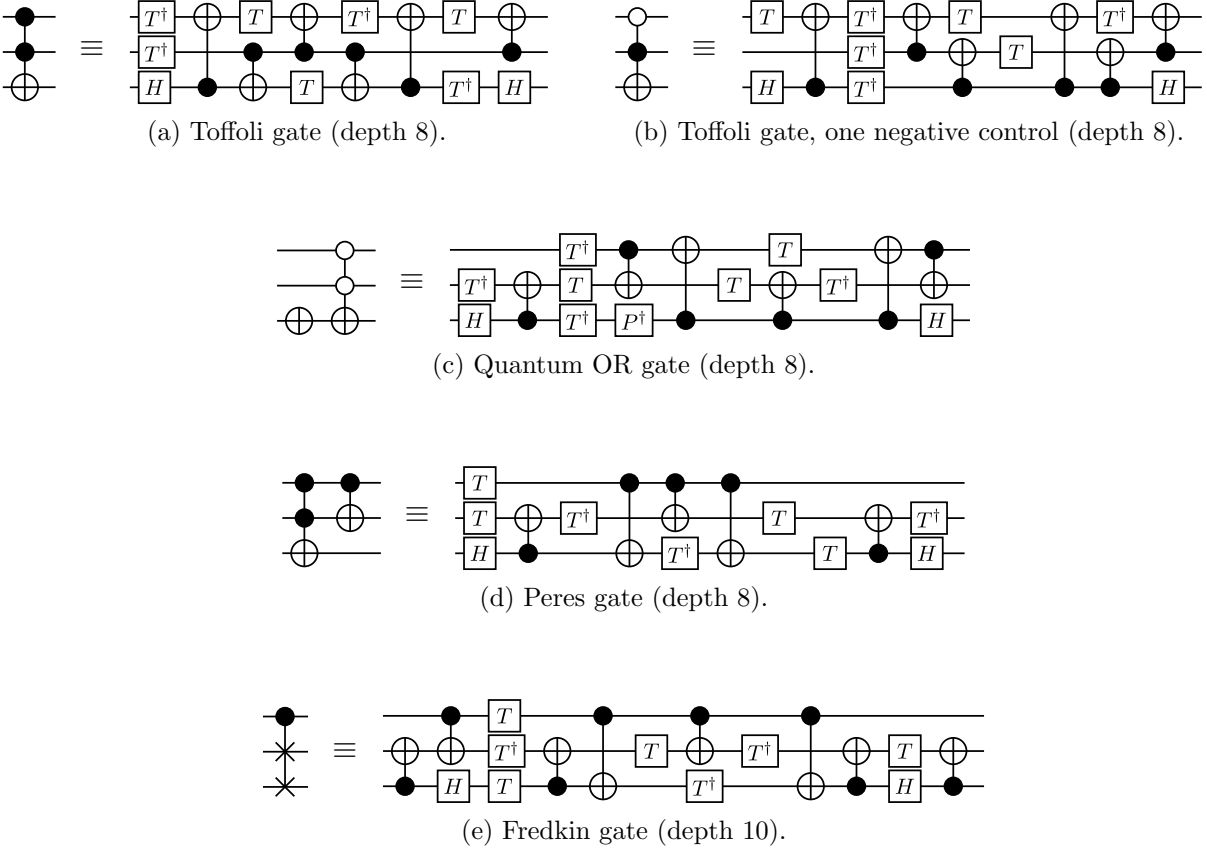 ≡ T† T T† T ≡ T T† T T†
T† T
H T T† H H T† H
(a) Toffoli gate (depth 8). (b) Toffoli gate, one negative control (depth 8).
T† T
≡ T† T T T†
H T† P† H
(c) Quantum OR gate (depth 8).
T
≡ T T† T T†
H T† T H
(d) Peres gate (depth 8).
T
≡ T† T T† T
H T T† H
(e) Fredkin gate (depth 10).